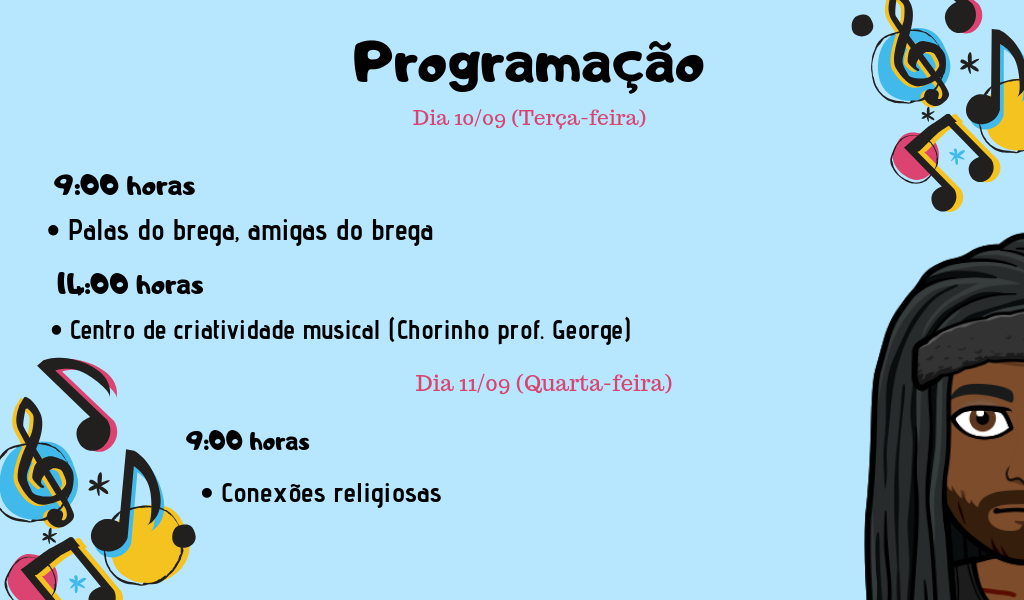 Programação
Dia 10/09 (Terça-feira)
9:00 horas
• Palas do brega, amigas do brega
14:00 horas
• Centro de criatividade musical (Chorinho prof. George)
Dia 11/09 (Quarta-feira)
9:00 horas
• Conexões religiosas